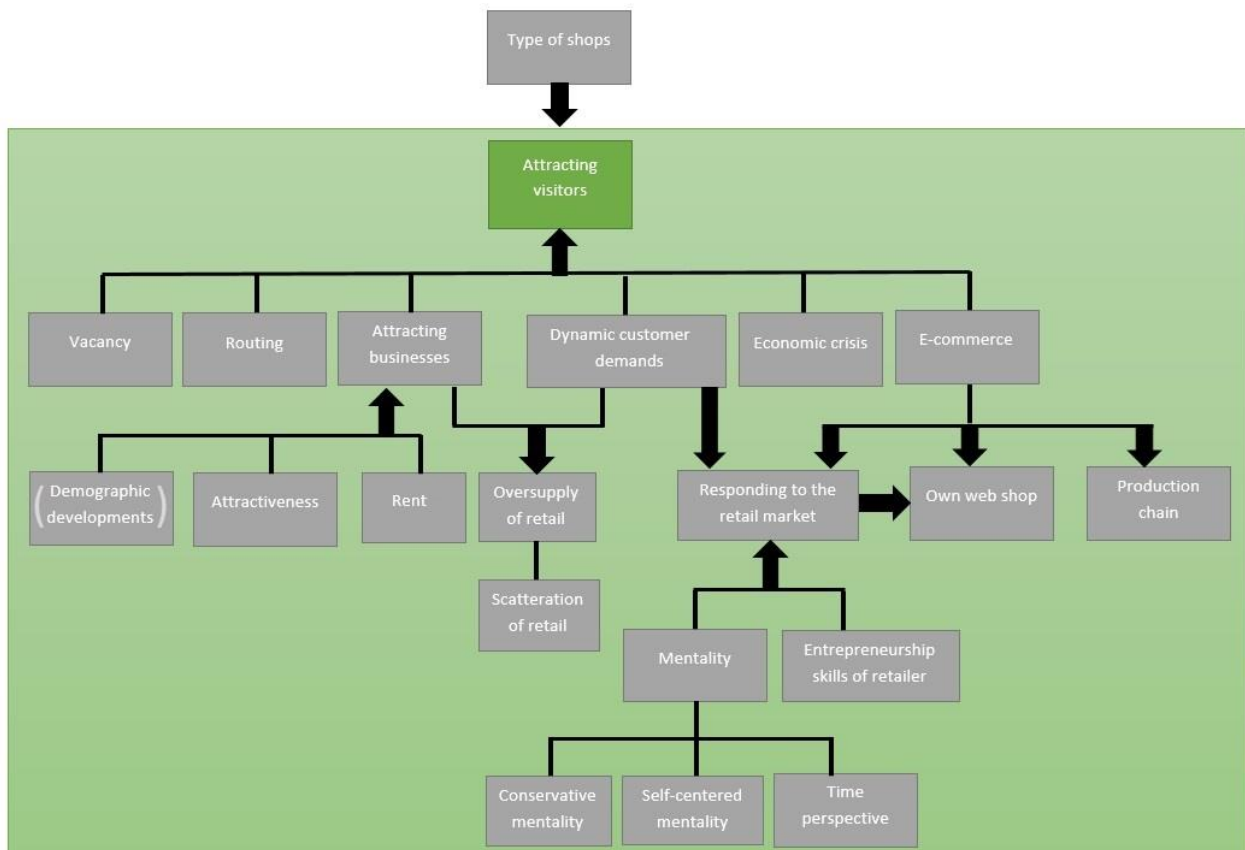 Type of shops
Attracting
visitors
Vacancy
Routing
Attracting
businesses
Dynamic customer
demands
Economic crisis
E-commerce
(Demographic
developments)
Attractiveness
Rent
Oversupply
of retail
Responding to the
retail market
Own web shop
Production
chain
Scatteration
of retail
Mentality
Entrepreneurship
skills of retailer
Conservative
mentality
Self-centered
mentality
Time
perspective